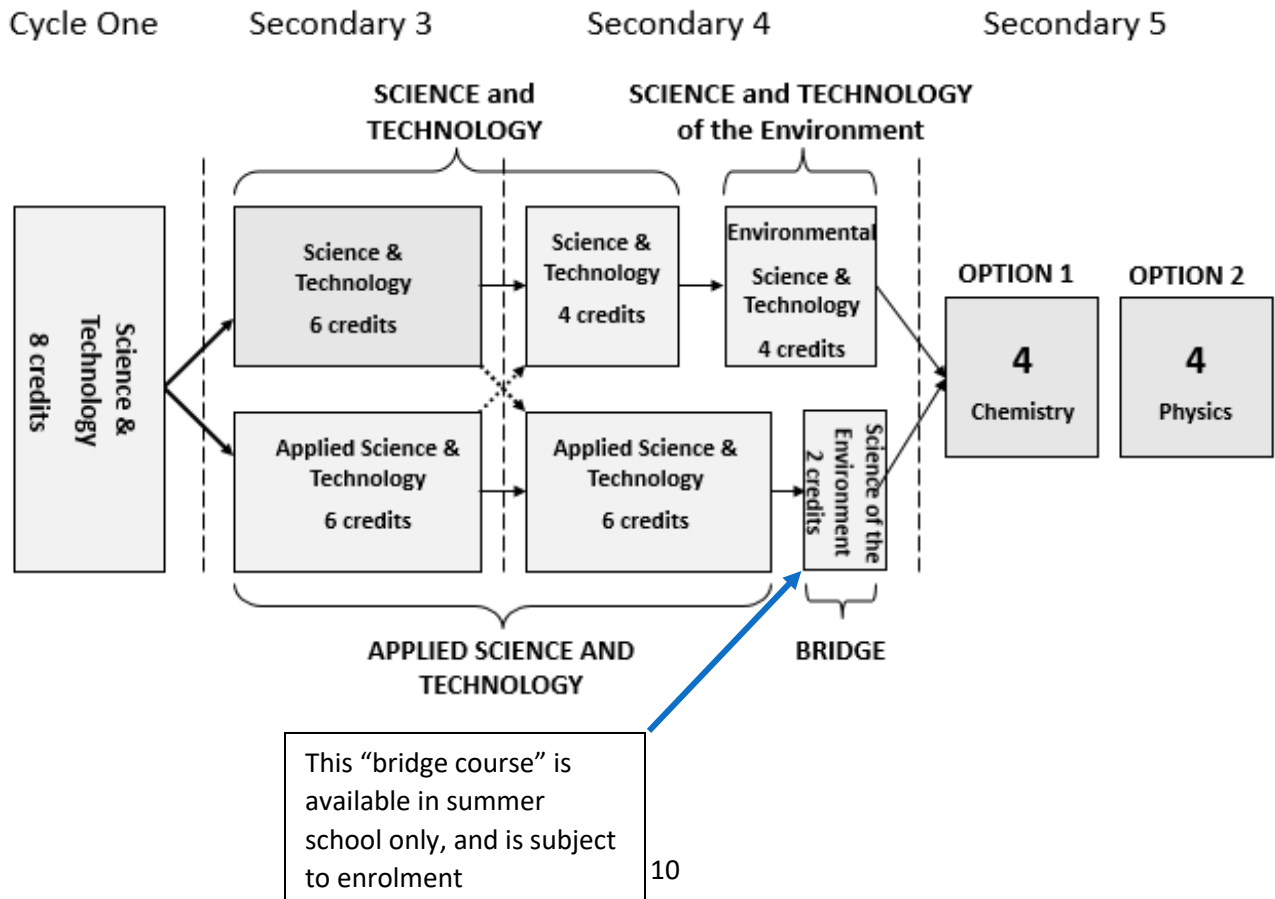 Cycle One
Secondary 3
Secondary 4
Secondary 5
SCIENCE and
TECHNOLOGY
SCIENCE and TECHNOLOGY
of the Environment
Science &
Technology
8 credits
Science &
Technology
6 credits
Science &
Technology
4 credits
Environmental
Science &
Technology
4 credits
OPTION 1
4
Chemistry
OPTION 2
4
Physics
Applied Science &
Technology
6 credits
Applied Science &
Technology
6 credits
Science of the
Environment
2 credits
APPLIED SCIENCE AND
TECHNOLOGY
BRIDGE
This “bridge course” is
available in summer
school only, and is subject
to enrolment
10